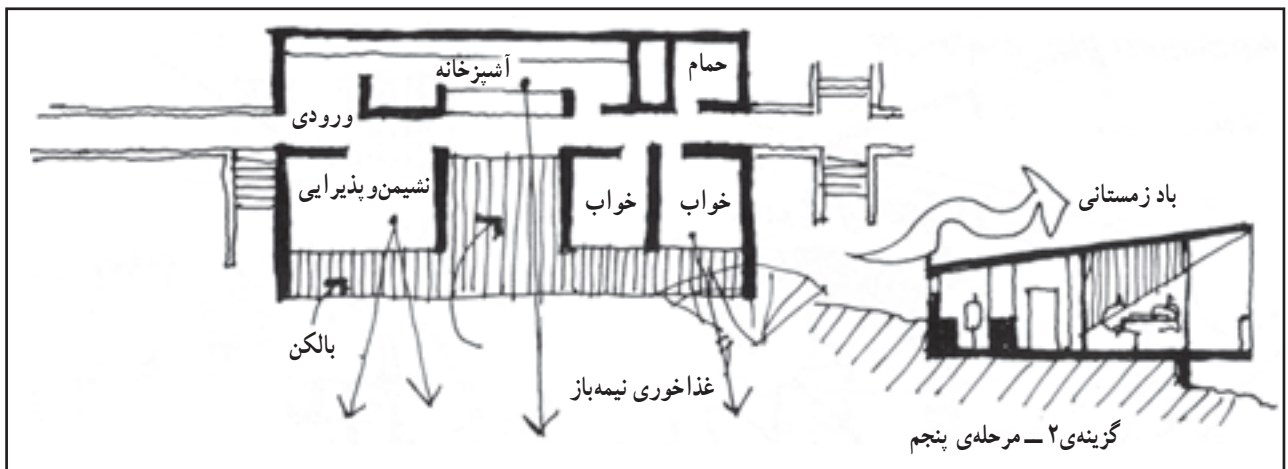 حمام
آشپزخانه
ورودی
نشیمن‌وپذیرایی
خواب
خواب
باد زمستانی
بالکن
غذاخوری نیمه‌باز
گزینه‌ی۲ ــ مرحله‌ی پنجم